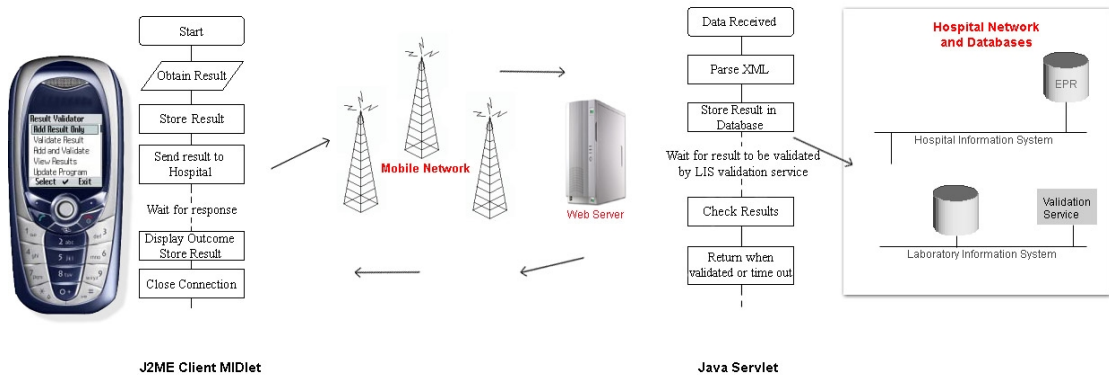 Result Validator
Add Result Only
Validate Result
Add and Validate
View Results
Update Program
Select Exit
Start
Obtain Result
Store Result
Send result to
Hospital
Wait for response
Display Outcome
Store Result
Close Connection
J2ME Client MIDlet
Mobile Network
Web Server
Data Received
Parse XML
Store Result in
Database
Wait for result to be validated
by LIS validation service
Check Results
Return when
validated or time out
Java Servlet
Hospital Network
and Databases
EPR
Hospital Information System
Validation
Service
Laboratory Information System